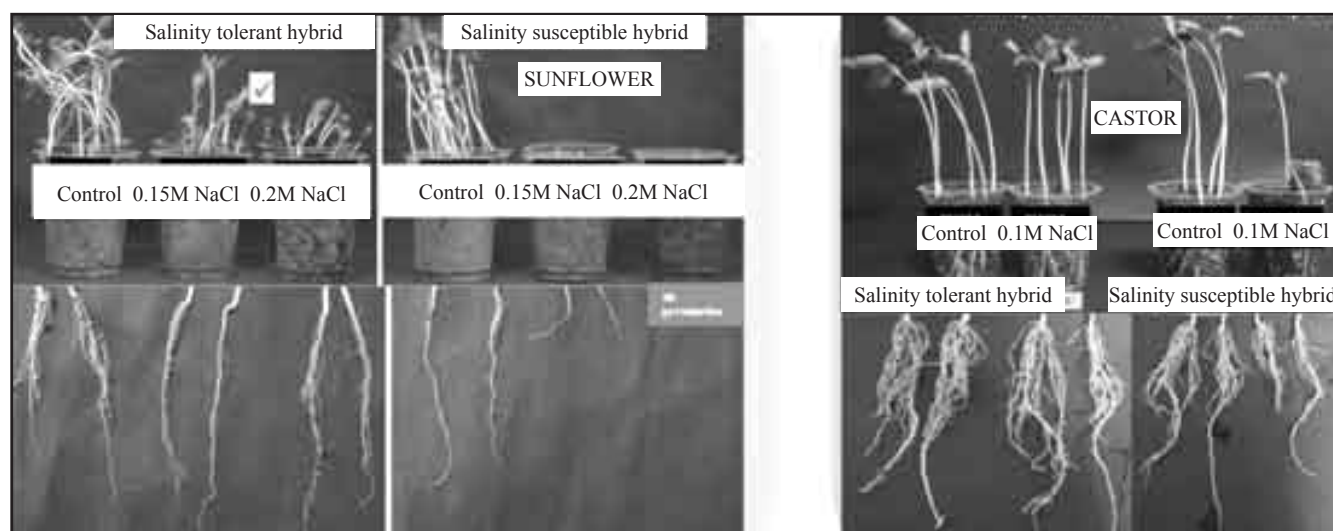 Salinity tolerant hybrid
Salinity susceptible hybrid
SUNFLOWER
Control 0.15M NaCl 0.2M NaCl
Control 0.15M NaCl 0.2M NaCl
CASTOR
Control 0.1M NaCl
Control 0.1M NaCl
Salinity tolerant hybrid
Salinity susceptible hybrid